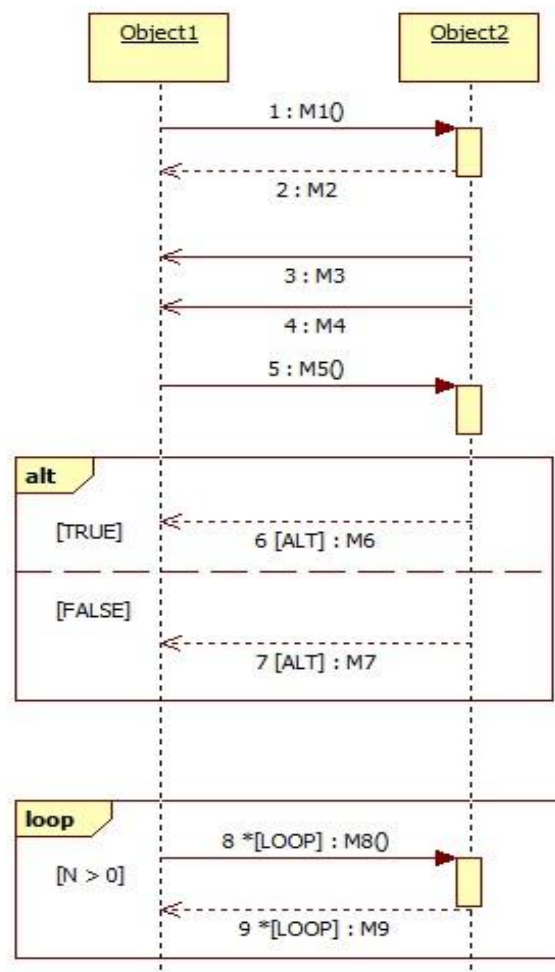 Object1
Object2
1 : M1()
2 : M2
3 : M3
4 : M4
5 : M5()
alt
[TRUE]
6 [ALT] : M6
[FALSE]
7 [ALT] : M7
loop
8 *[LOOP] : M8()
[N > 0]
9 *[LOOP] : M9